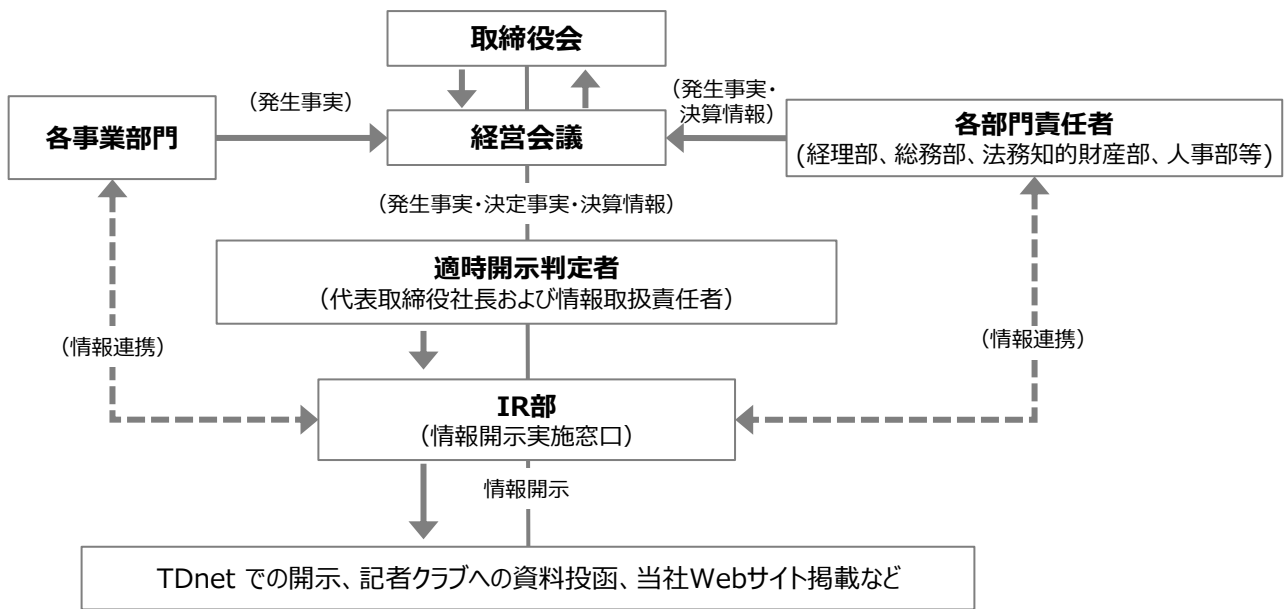 取締役会
(発生事実)
(発生事実・
決算情報)
各事業部門
経営会議
各部門責任者
(経理部、総務部、法務知的財産部、人事部等)
(発生事実・決定事実・決算情報)
適時開示判定者
(代表取締役社長および情報取扱責任者)
(情報連携)
(情報連携)
IR部
(情報開示実施窓口)
情報開示
TDnet での開示、記者クラブへの資料投函、当社Webサイト掲載など